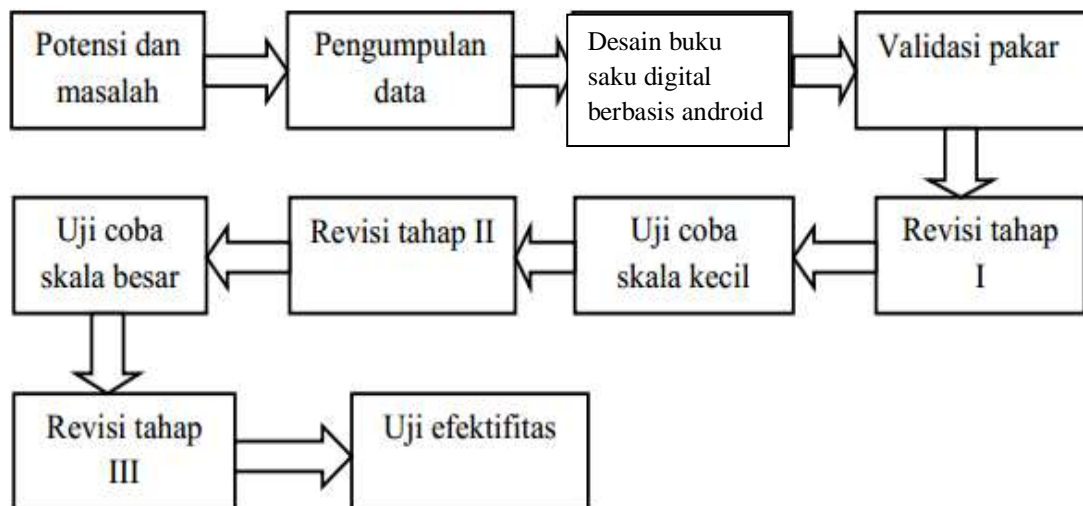 Potensi dan
masalah
Pengumpulan
data
Desain buku
saku digital
berbasis android
Validasi pakar
Revisi tahap
I
Uji coba
skala kecil
Revisi tahap II
Uji coba
skala besar
Revisi tahap
III
Uji efektifitas